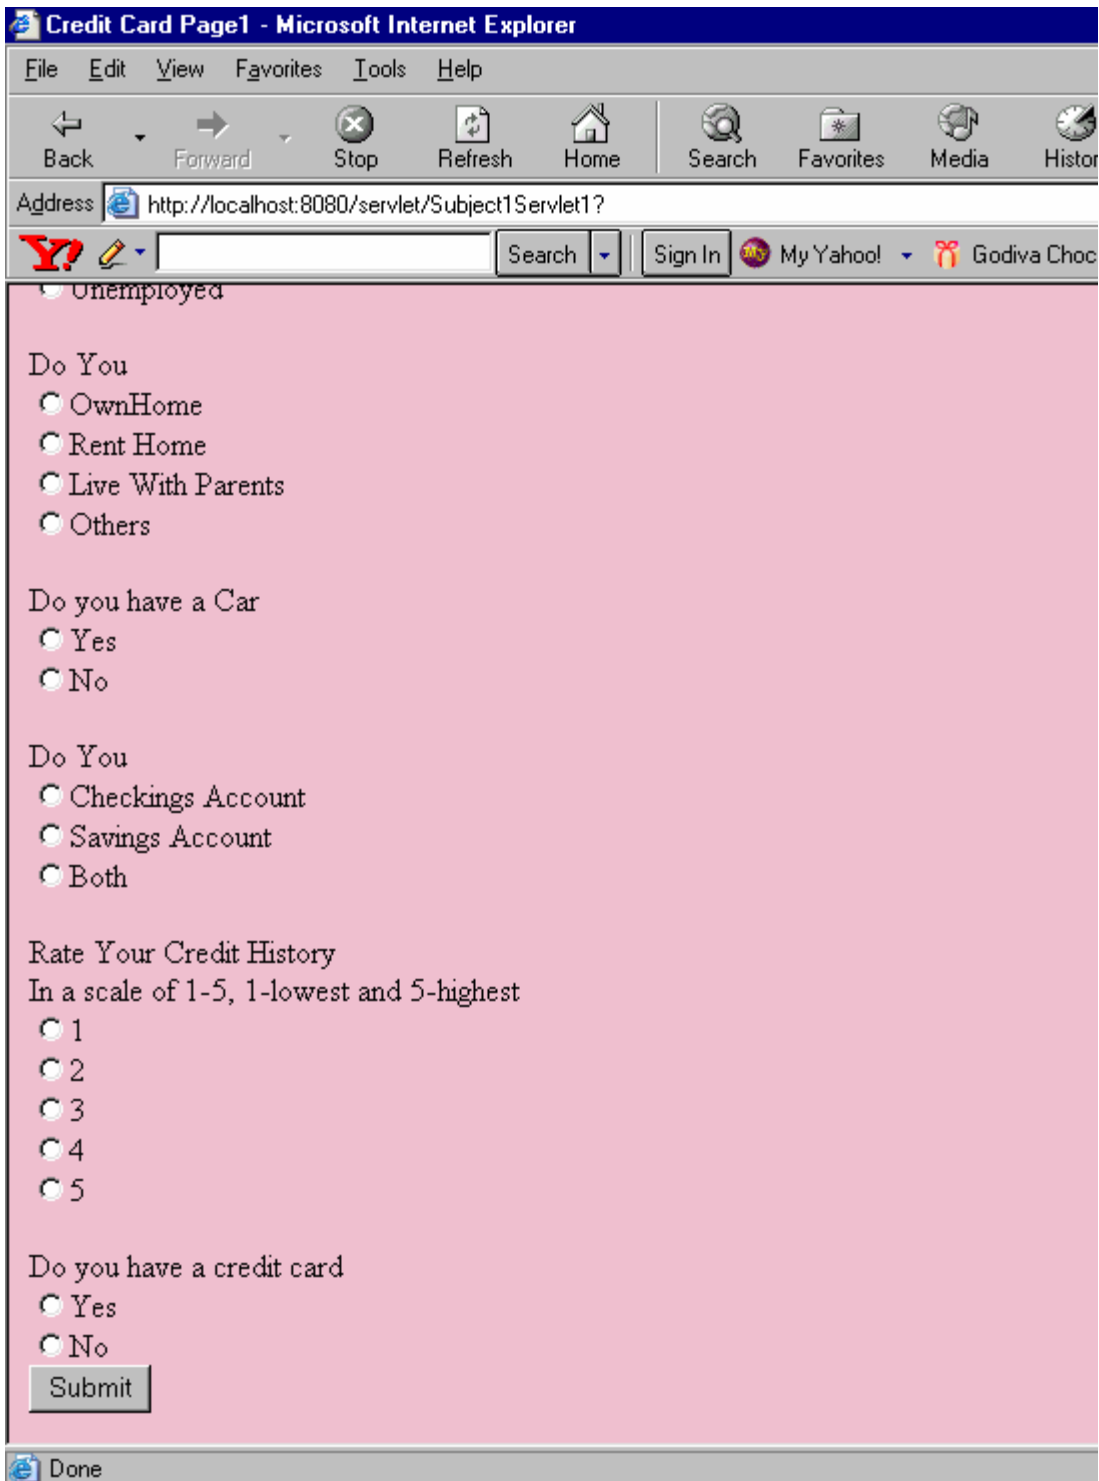 Credit Card Page1 - Microsoft Internet Explorer
File Edit View Favorites Tools Help
Back Forward Stop Refresh Home Search Favorites Media Histor
Address http://localhost:8080/servlet/Subject1Servlet1?
Y! Search Sign In My Yahoo! Godiva Choc
Unemployed
Do You
OwnHome
Rent Home
Live With Parents
Others
Do you have a Car
Yes
No
Do You
Checkings Account
Savings Account
Both
Rate Your Credit History
In a scale of 1-5, 1-lowest and 5-highest
1
2
3
4
5
Do you have a credit card
Yes
No
Submit
Done